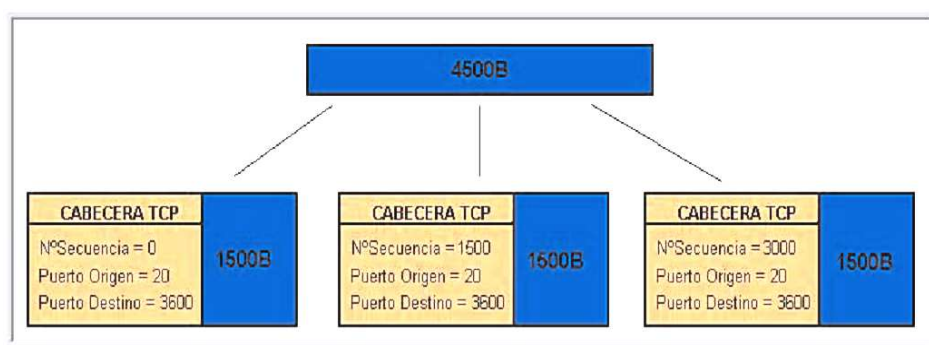 4500B
CABECERA TCP
NºSecuencia = 0
Puerto Origen = 20
Puerto Destino = 3600
1500B
CABECERA TCP
NºSecuencia = 1500
Puerto Origen = 20
Puerto Destino = 3600
1500B
CABECERA TCP
NºSecuencia = 3000
Puerto Origen = 20
Puerto Destino = 3600
1500B